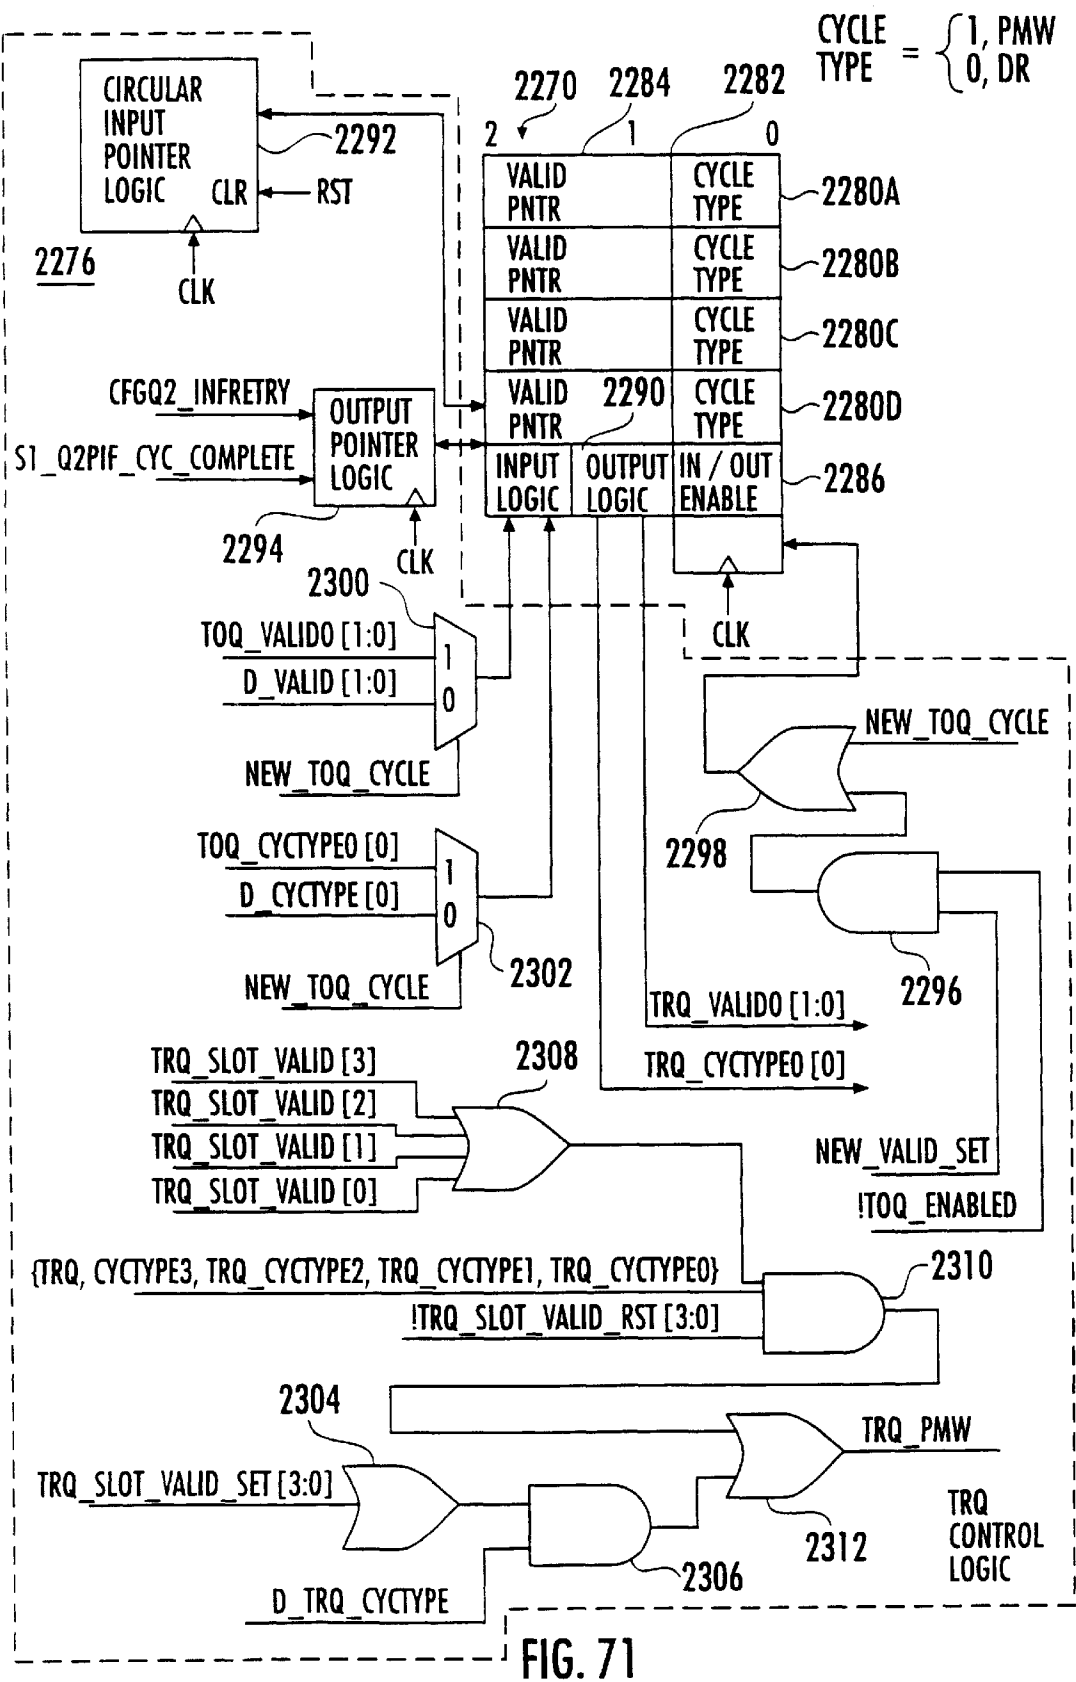 CYCLE TYPE = { 1, PMW
0, DR
CIRCULAR
INPUT
POINTER
LOGIC
CLR
RST
2292
2276
CLK
2270
2284
2282
2
1
0
VALID
PNTR
CYCLE
TYPE
2280A
VALID
PNTR
CYCLE
TYPE
2280B
VALID
PNTR
CYCLE
TYPE
2280C
VALID
PNTR
2290
CYCLE
TYPE
2280D
INPUT
LOGIC
OUTPUT
LOGIC
IN / OUT
ENABLE
2286
CLK
CFGQ2_INFRETRY
S1_Q2PIF_CYC_COMPLETE
OUTPUT
POINTER
LOGIC
2294
CLK
2300
TOQ_VALID0 [1:0]
D_VALID [1:0]
1
0
NEW_TOQ_CYCLE
TOQ_CYCTYPE0 [0]
D_CYCTYPE [0]
1
0
2302
NEW_TOQ_CYCLE
NEW_TOQ_CYCLE
2298
2296
TRQ_VALID0 [1:0]
TRQ_CYCTYPE0 [0]
NEW_VALID_SET
!TOQ_ENABLED
TRQ_SLOT_VALID [3]
TRQ_SLOT_VALID [2]
TRQ_SLOT_VALID [1]
TRQ_SLOT_VALID [0]
2308
{TRQ, CYCTYPE3, TRQ_CYCTYPE2, TRQ_CYCTYPE1, TRQ_CYCTYPE0}
!TRQ_SLOT_VALID_RST [3:0]
2310
2304
TRQ_SLOT_VALID_SET [3:0]
D_TRQ_CYCTYPE
2306
2312
TRQ_PMW
TRQ
CONTROL
LOGIC
FIG. 71